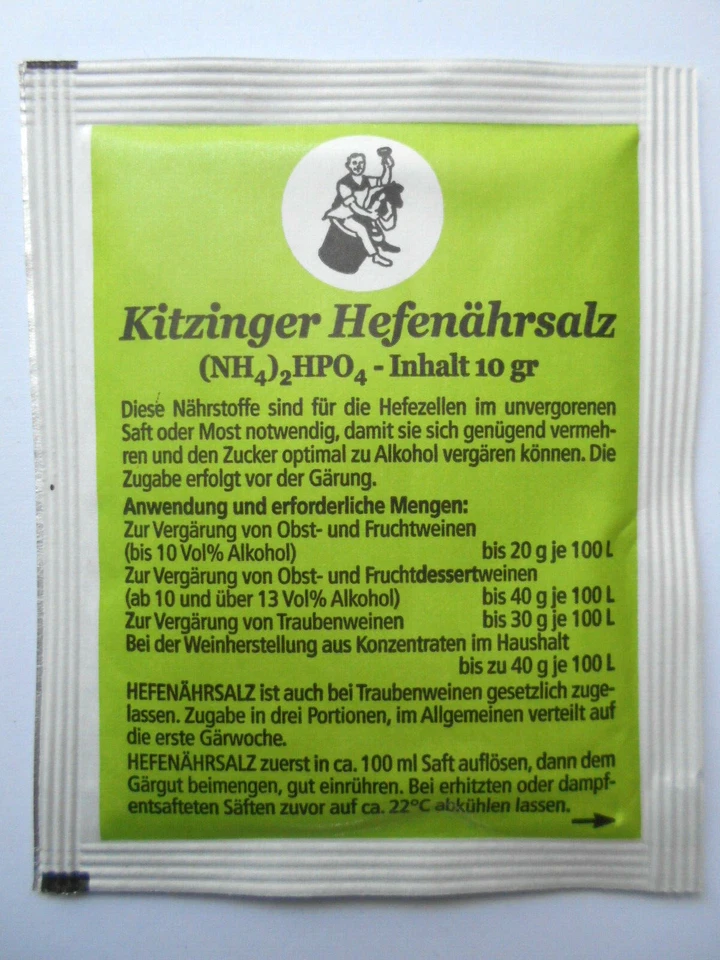 Kitzinger Hefenährsalz
(NH₄)₂HPO₄ - Inhalt 10 gr
Diese Nährstoffe sind für die Hefezellen im unvergorenen
Saft oder Most notwendig, damit sie sich genügend vermeh-
ren und den Zucker optimal zu Alkohol vergären können. Die
Zugabe erfolgt vor der Gärung.
Anwendung und erforderliche Mengen:
Zur Vergärung von Obst- und Fruchtweinen
(bis 10 Vol% Alkohol) bis 20 g je 100 L
Zur Vergärung von Obst- und Fruchtdessertweinen
(ab 10 und über 13 Vol% Alkohol) bis 40 g je 100 L
Zur Vergärung von Traubenweinen bis 30 g je 100 L
Bei der Weinherstellung aus Konzentraten im Haushalt
bis zu 40 g je 100 L
HEFENÄHRSALZ ist auch bei Traubenweinen gesetzlich zuge-
lassen. Zugabe in drei Portionen, im Allgemeinen verteilt auf
die erste Gärwoche.
HEFENÄHRSALZ zuerst in ca. 100 ml Saft auflösen, dann dem
Gärgut beimengen, gut einrühren. Bei erhitzten oder dampf-
entsafteten Säften zuvor auf ca. 22°C abkühlen lassen.